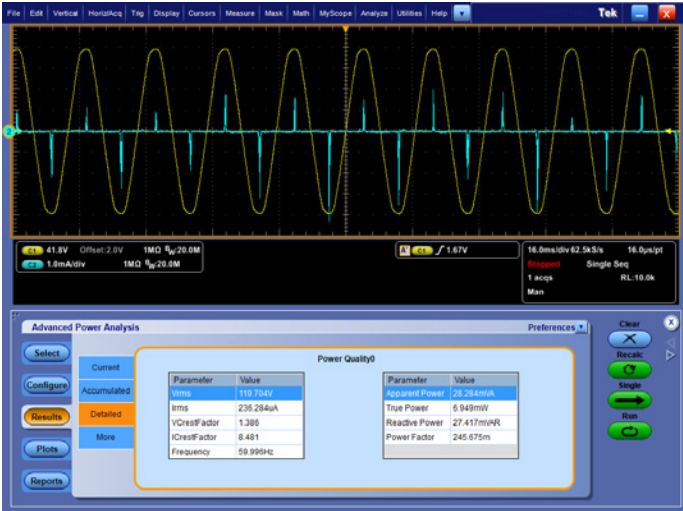 File Edit Vertical Horiz/Acq Trig Display Cursors Measure Mask Math MyScope Analyze Utilities Help Tek X
2
C1 41.8V Offset:2.0V 1MΩ BW:20.0M
C2 1.0mA/div 1MΩ BW:20.0M
A' C1 1.67V
16.0ms/div 62.5kS/s 16.0µs/pt
Stopped Single Seq
1 acqs RL:10.0k
Man
Advanced Power Analysis Preferences
Select
Configure
Results
Plots
Reports
Current
Accumulated
Detailed
More
Power Quality0
Parameter Value
Vrms 119.704V
Irms 236.284uA
VCrestFactor 1.386
ICrestFactor 8.481
Frequency 59.996Hz
Parameter Value
Apparent Power 28.284mVA
True Power 6.949mW
Reactive Power 27.417mVAR
Power Factor 245.675m
Clear X
Recalc
Single
Run